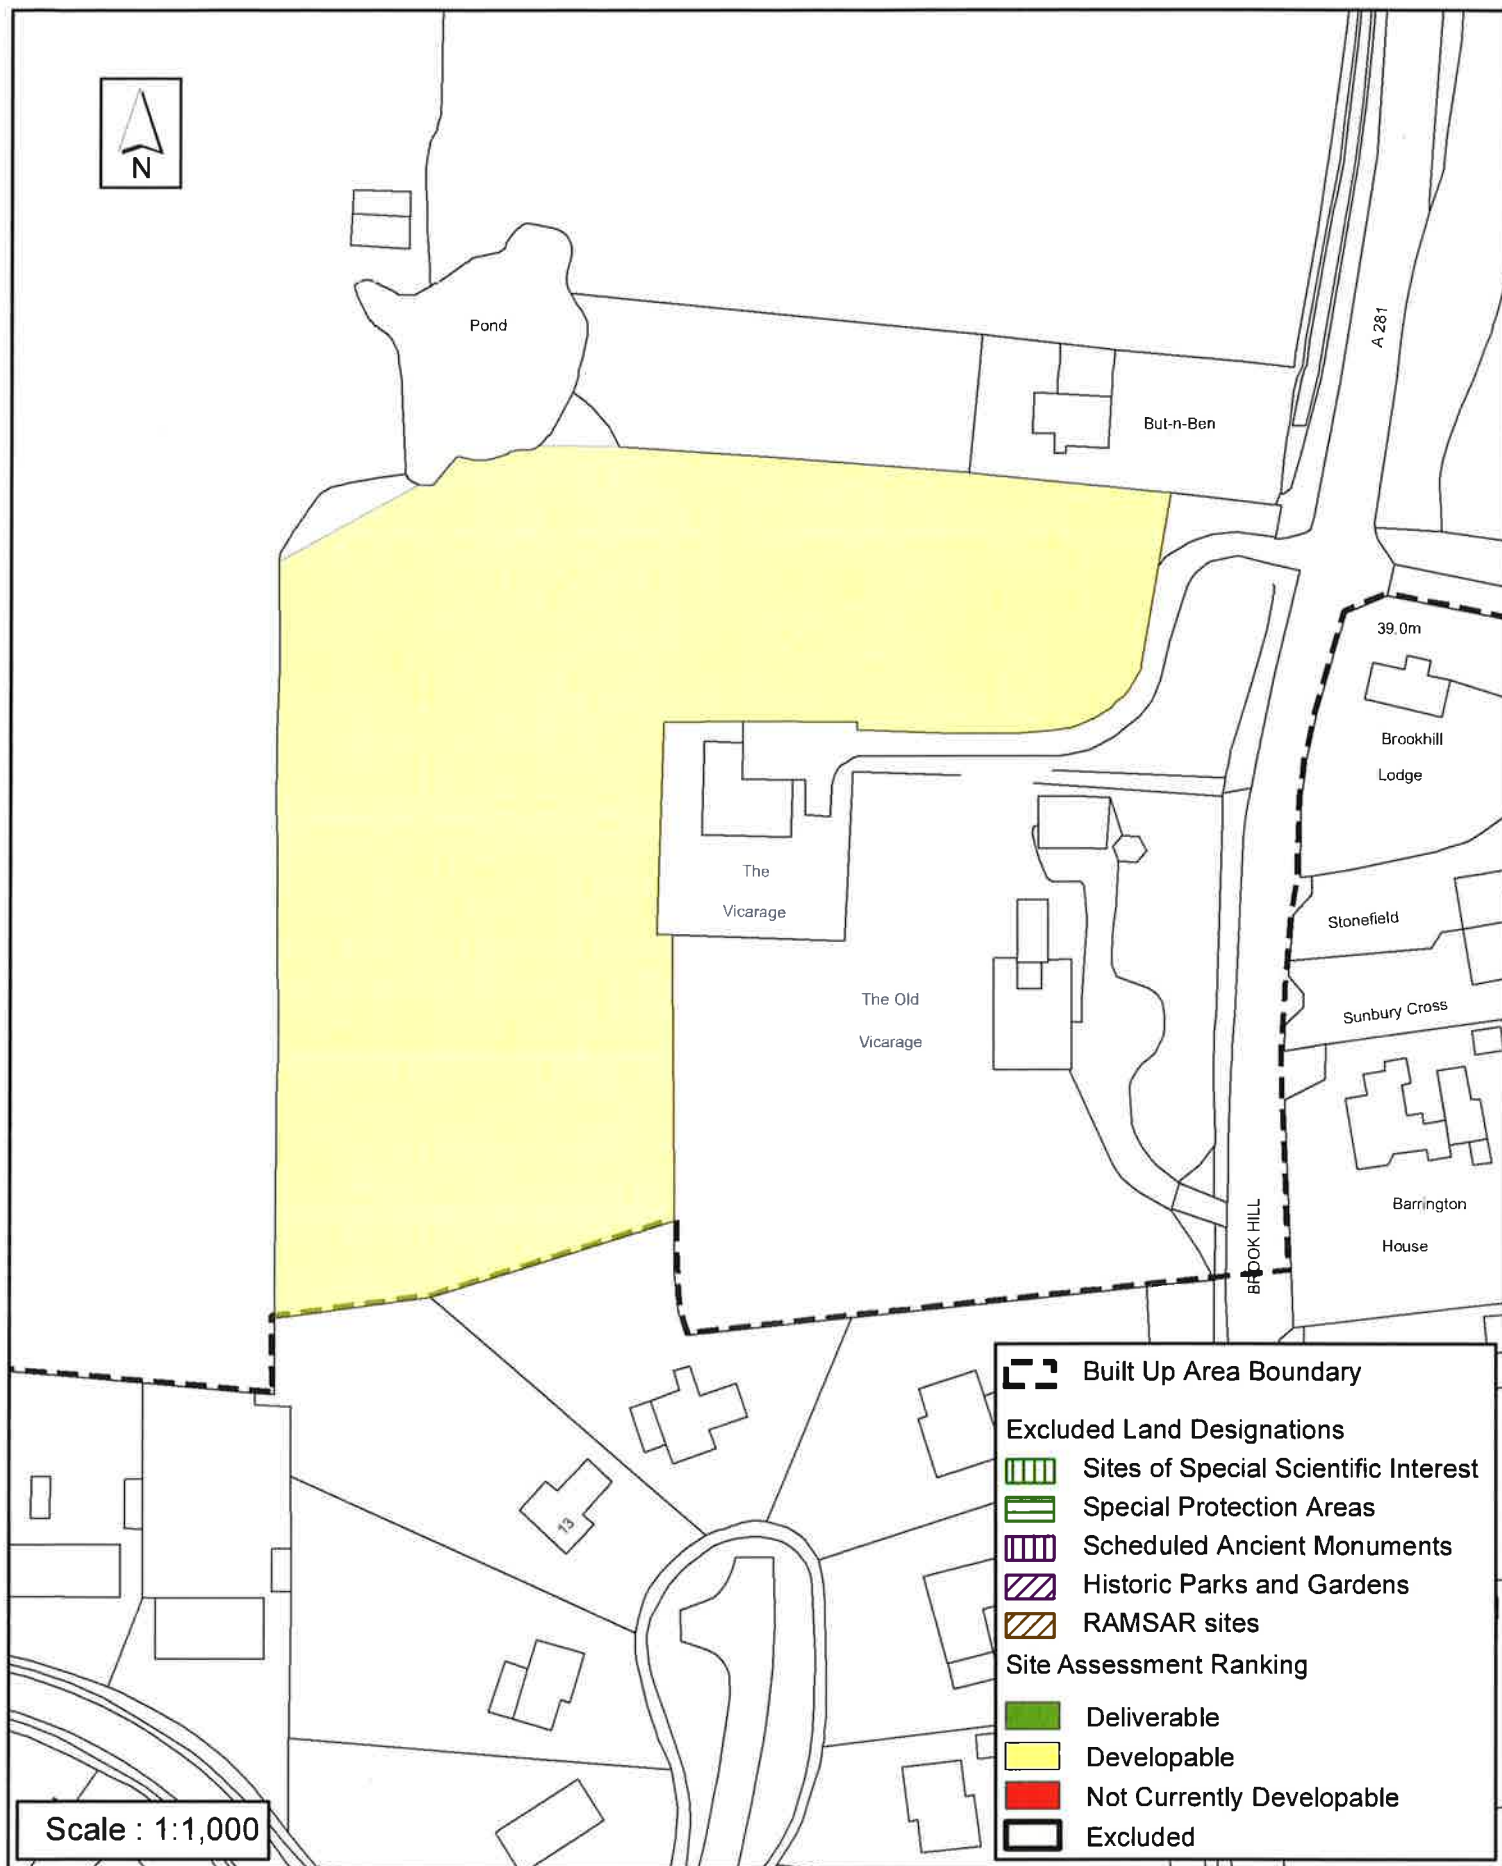 N
Pond
A 281
But-n-Ben
39.0m
Brookhill
Lodge
The
Vicarage
Stonefield
The Old
Vicarage
Sunbury Cross
Barrington
House
BROOK HILL
13
Built Up Area Boundary
Excluded Land Designations
Sites of Special Scientific Interest
Special Protection Areas
Scheduled Ancient Monuments
Historic Parks and Gardens
RAMSAR sites
Site Assessment Ranking
Deliverable
Developable
Not Currently Developable
Excluded
Scale : 1:1,000